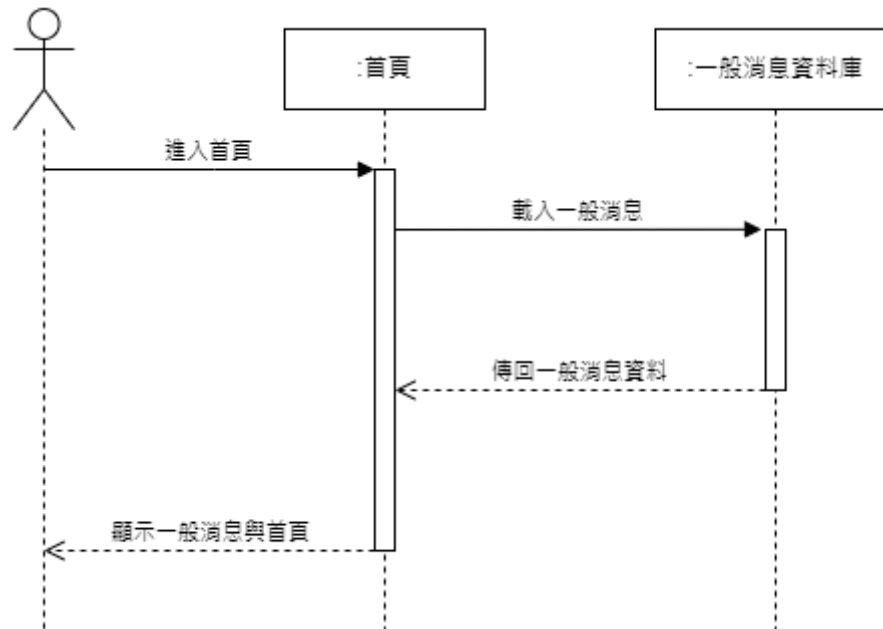 :首頁
:一般消息資料庫
進入首頁
載入一般消息
傳回一般消息資料
顯示一般消息與首頁